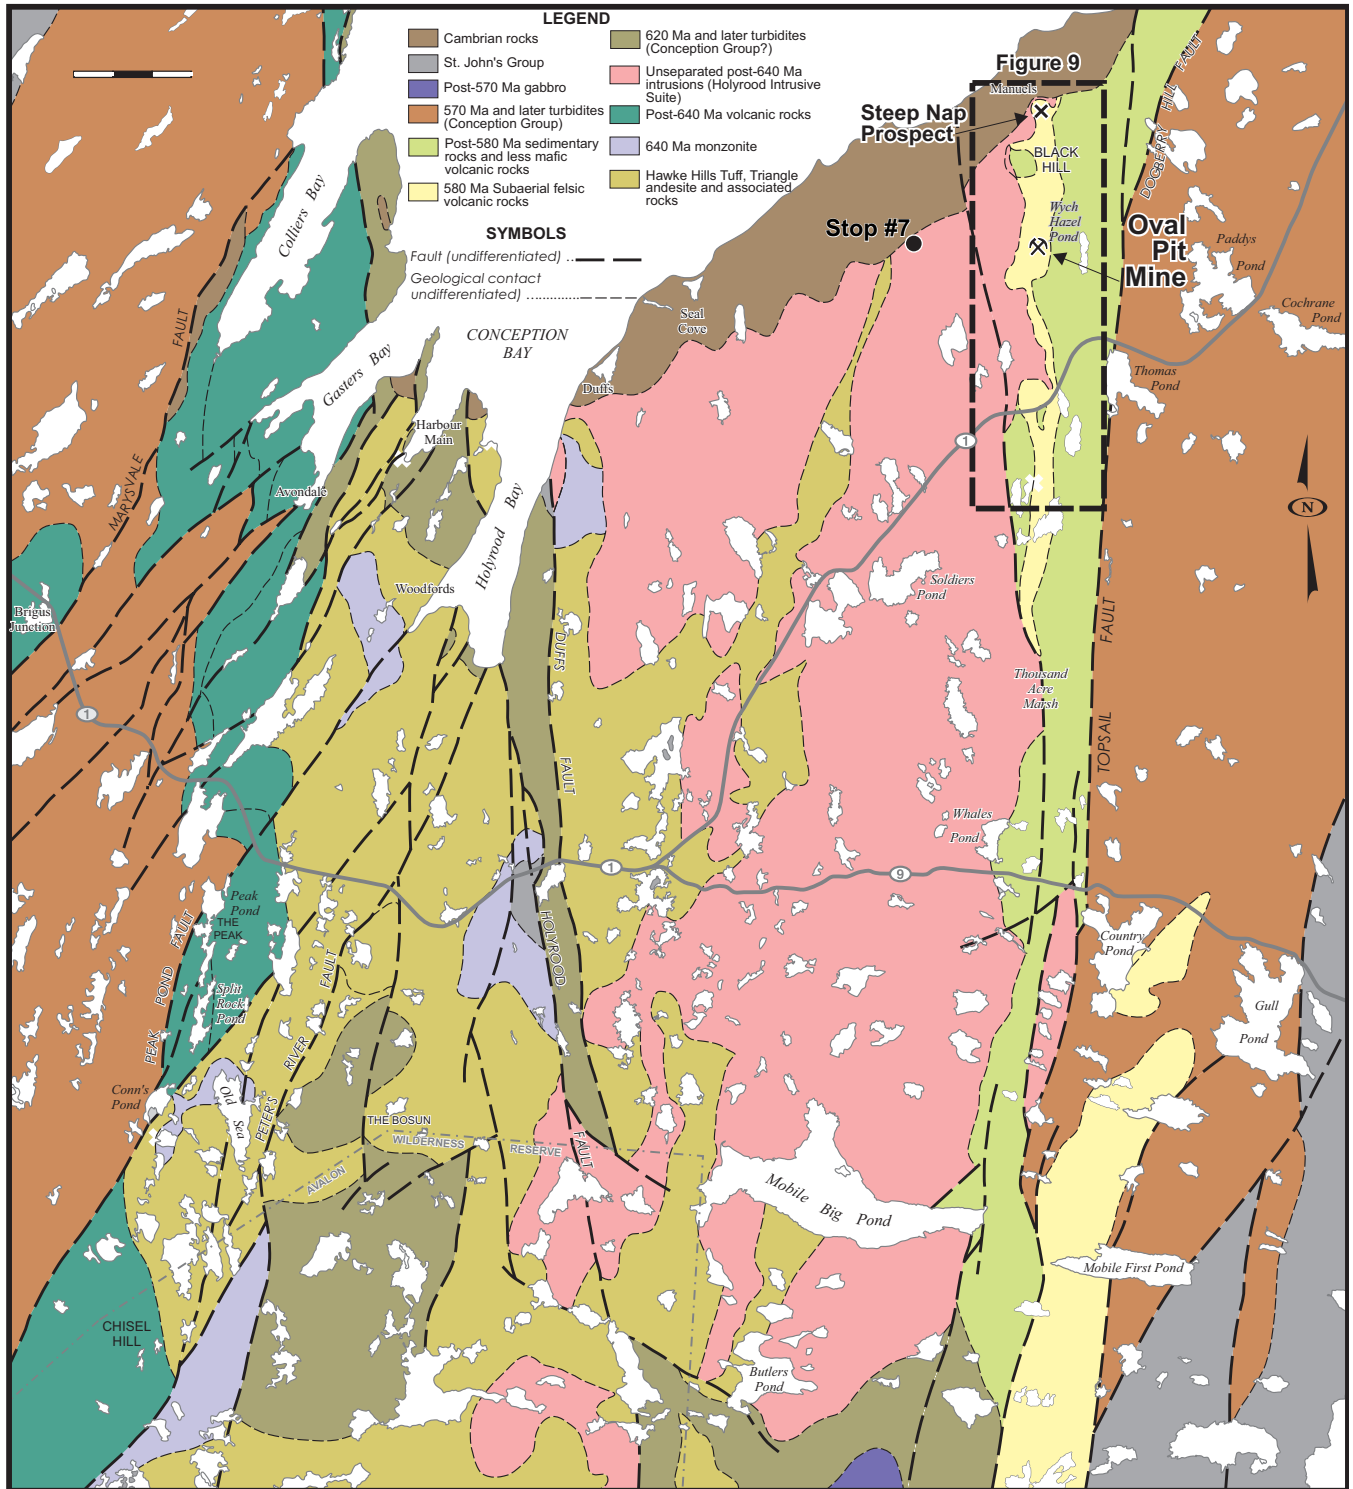 LEGEND
Cambrian rocks
St. John's Group
Post-570 Ma gabbro
570 Ma and later turbidites
(Conception Group)
Post-580 Ma sedimentary
rocks and less mafic
volcanic rocks
580 Ma Subaerial felsic
volcanic rocks
620 Ma and later turbidites
(Conception Group?)
Unseparated post-640 Ma
intrusions (Holyrood Intrusive
Suite)
Post-640 Ma volcanic rocks
640 Ma monzonite
Hawke Hills Tuff, Triangle
andesite and associated
rocks
SYMBOLS
Fault (undifferentiated) ..
Geological contact
undifferentiated) ............
Figure 9
Manuels
Steep Nap
Prospect
BLACK
HILL
DOGBERRY HILL FAULT
Wych
Hazel
Pond
Stop #7
Oval
Pit
Mine
Paddys
Pond
Cochrane
Pond
Colliers Bay
FAULT
MARYSVALE
Gasters Bay
CONCEPTION
BAY
Seal
Cove
Duffs
Thomas
Pond
Harbour
Main
1
Avondale
Holyrood Bay
N
Woodfords
Soldiers
Pond
Brigus
Junction
DUFFS
FAULT
FAULT
TOPSAIL
Thousand
Acre
Marsh
1
Whales
Pond
1
9
Peak
Pond
THE
PEAK
PEAK POND FAULT
Split
Rock
Pond
HOLYROOD
FAULT
Country
Pond
Gull
Pond
PETER'S RIVER FAULT
Conn's
Pond
Old
Sea
THE BOSUN
AVALON WILDERNESS RESERVE
Mobile Big Pond
Mobile First Pond
CHISEL
HILL
Butlers
Pond